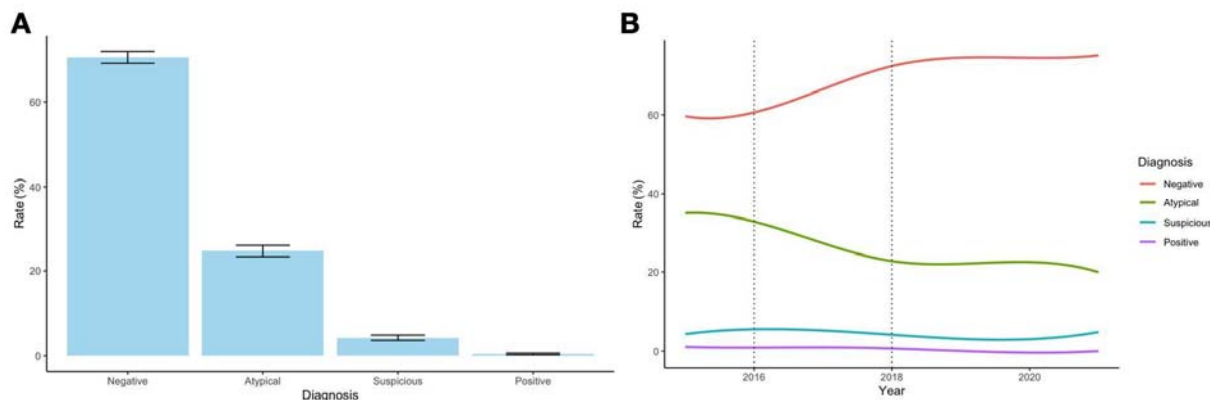 A
Rate (%)
60
40
20
0
Negative Atypical Suspicious Positive
Diagnosis
B
Rate (%)
60
40
20
0
2016 2018 2020
Year
Diagnosis
Negative
Atypical
Suspicious
Positive